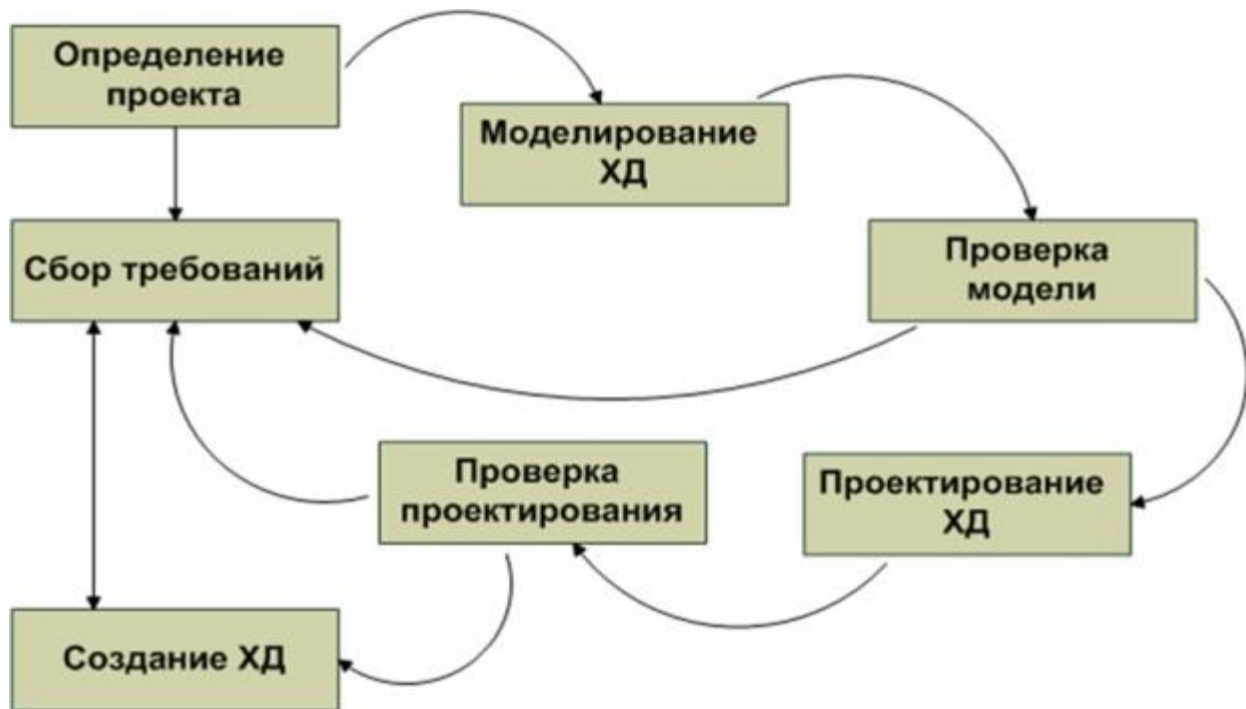 Определение
проекта
Моделирование
ХД
Сбор требований
Проверка
модели
Проверка
проектирования
Проектирование
ХД
Создание ХД